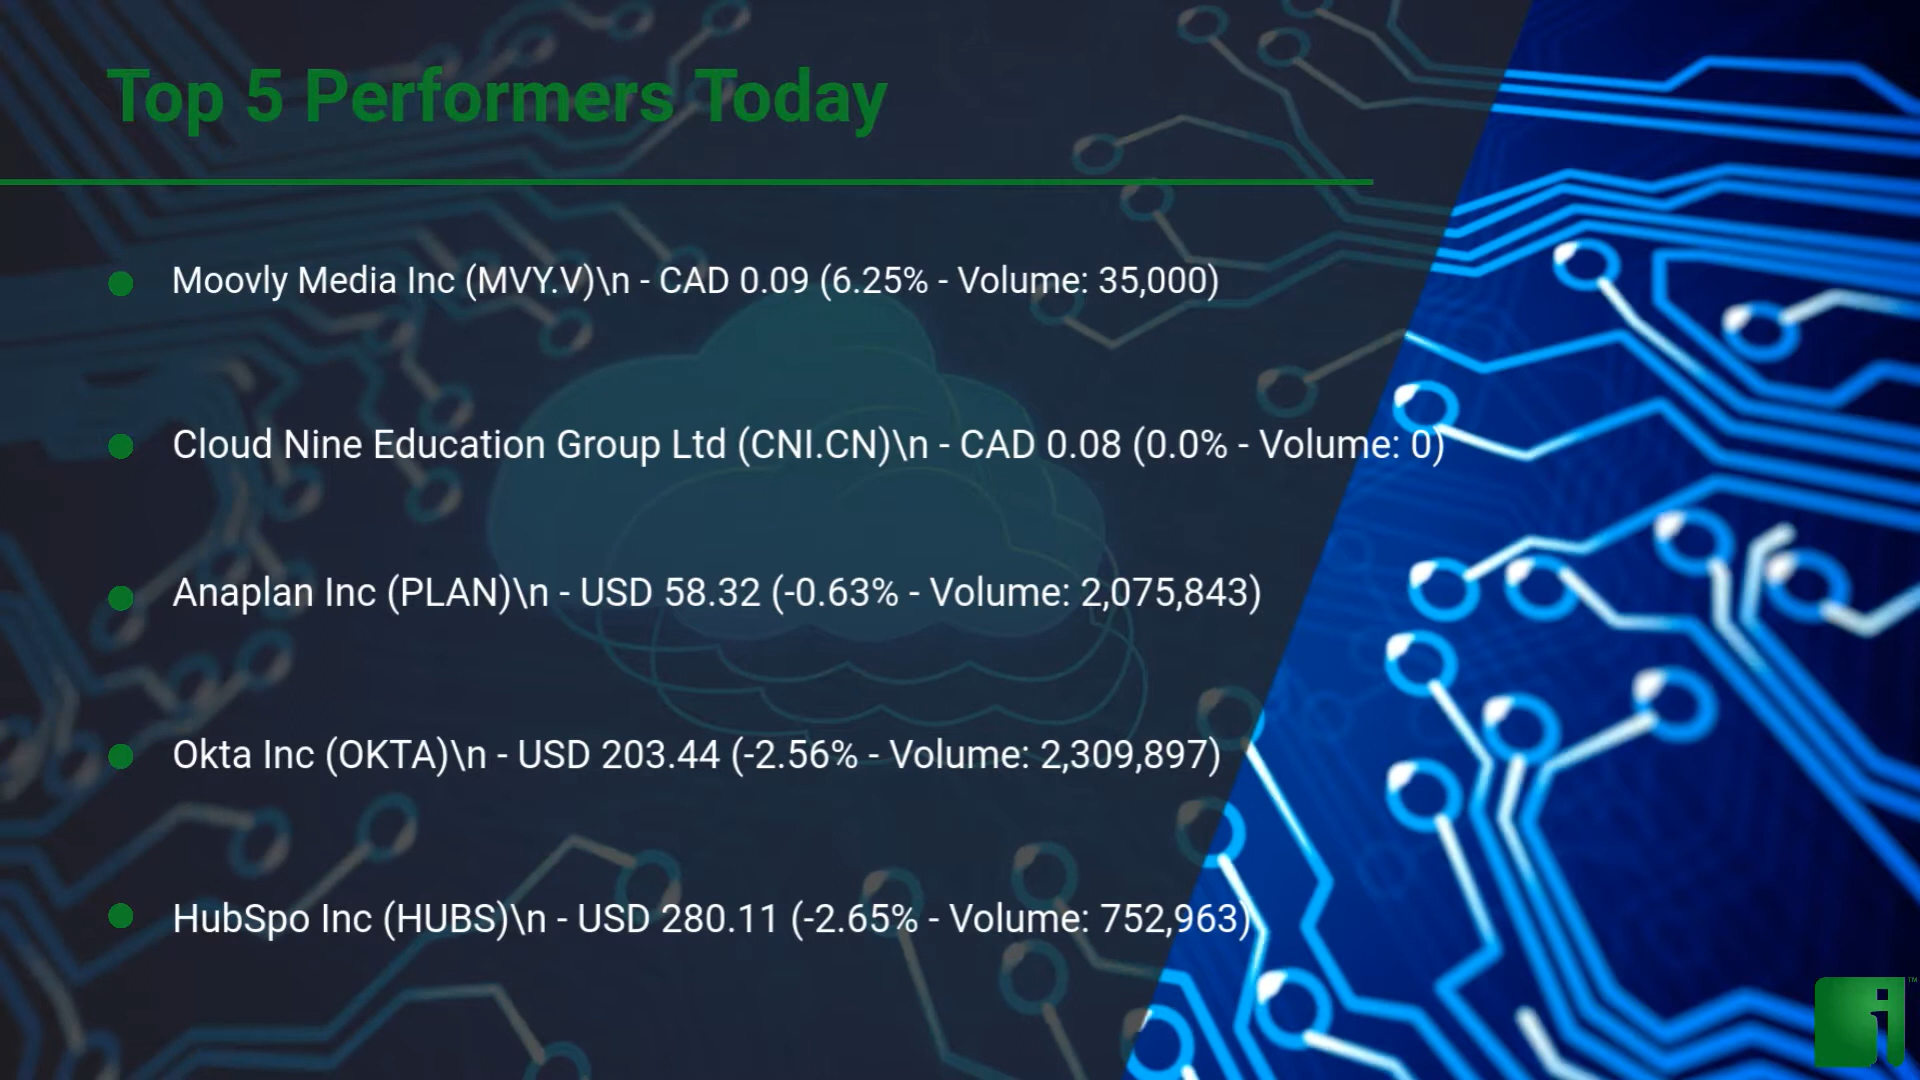 Top 5 Performers Today
Moovly Media Inc (MVY.V)\n - CAD 0.09 (6.25% - Volume: 35,000)
Cloud Nine Education Group Ltd (CNI.CN)\n - CAD 0.08 (0.0% - Volume: 0)
Anaplan Inc (PLAN)\n - USD 58.32 (-0.63% - Volume: 2,075,843)
Okta Inc (OKTA)\n - USD 203.44 (-2.56% - Volume: 2,309,897)
HubSpo Inc (HUBS)\n - USD 280.11 (-2.65% - Volume: 752,963)
i™